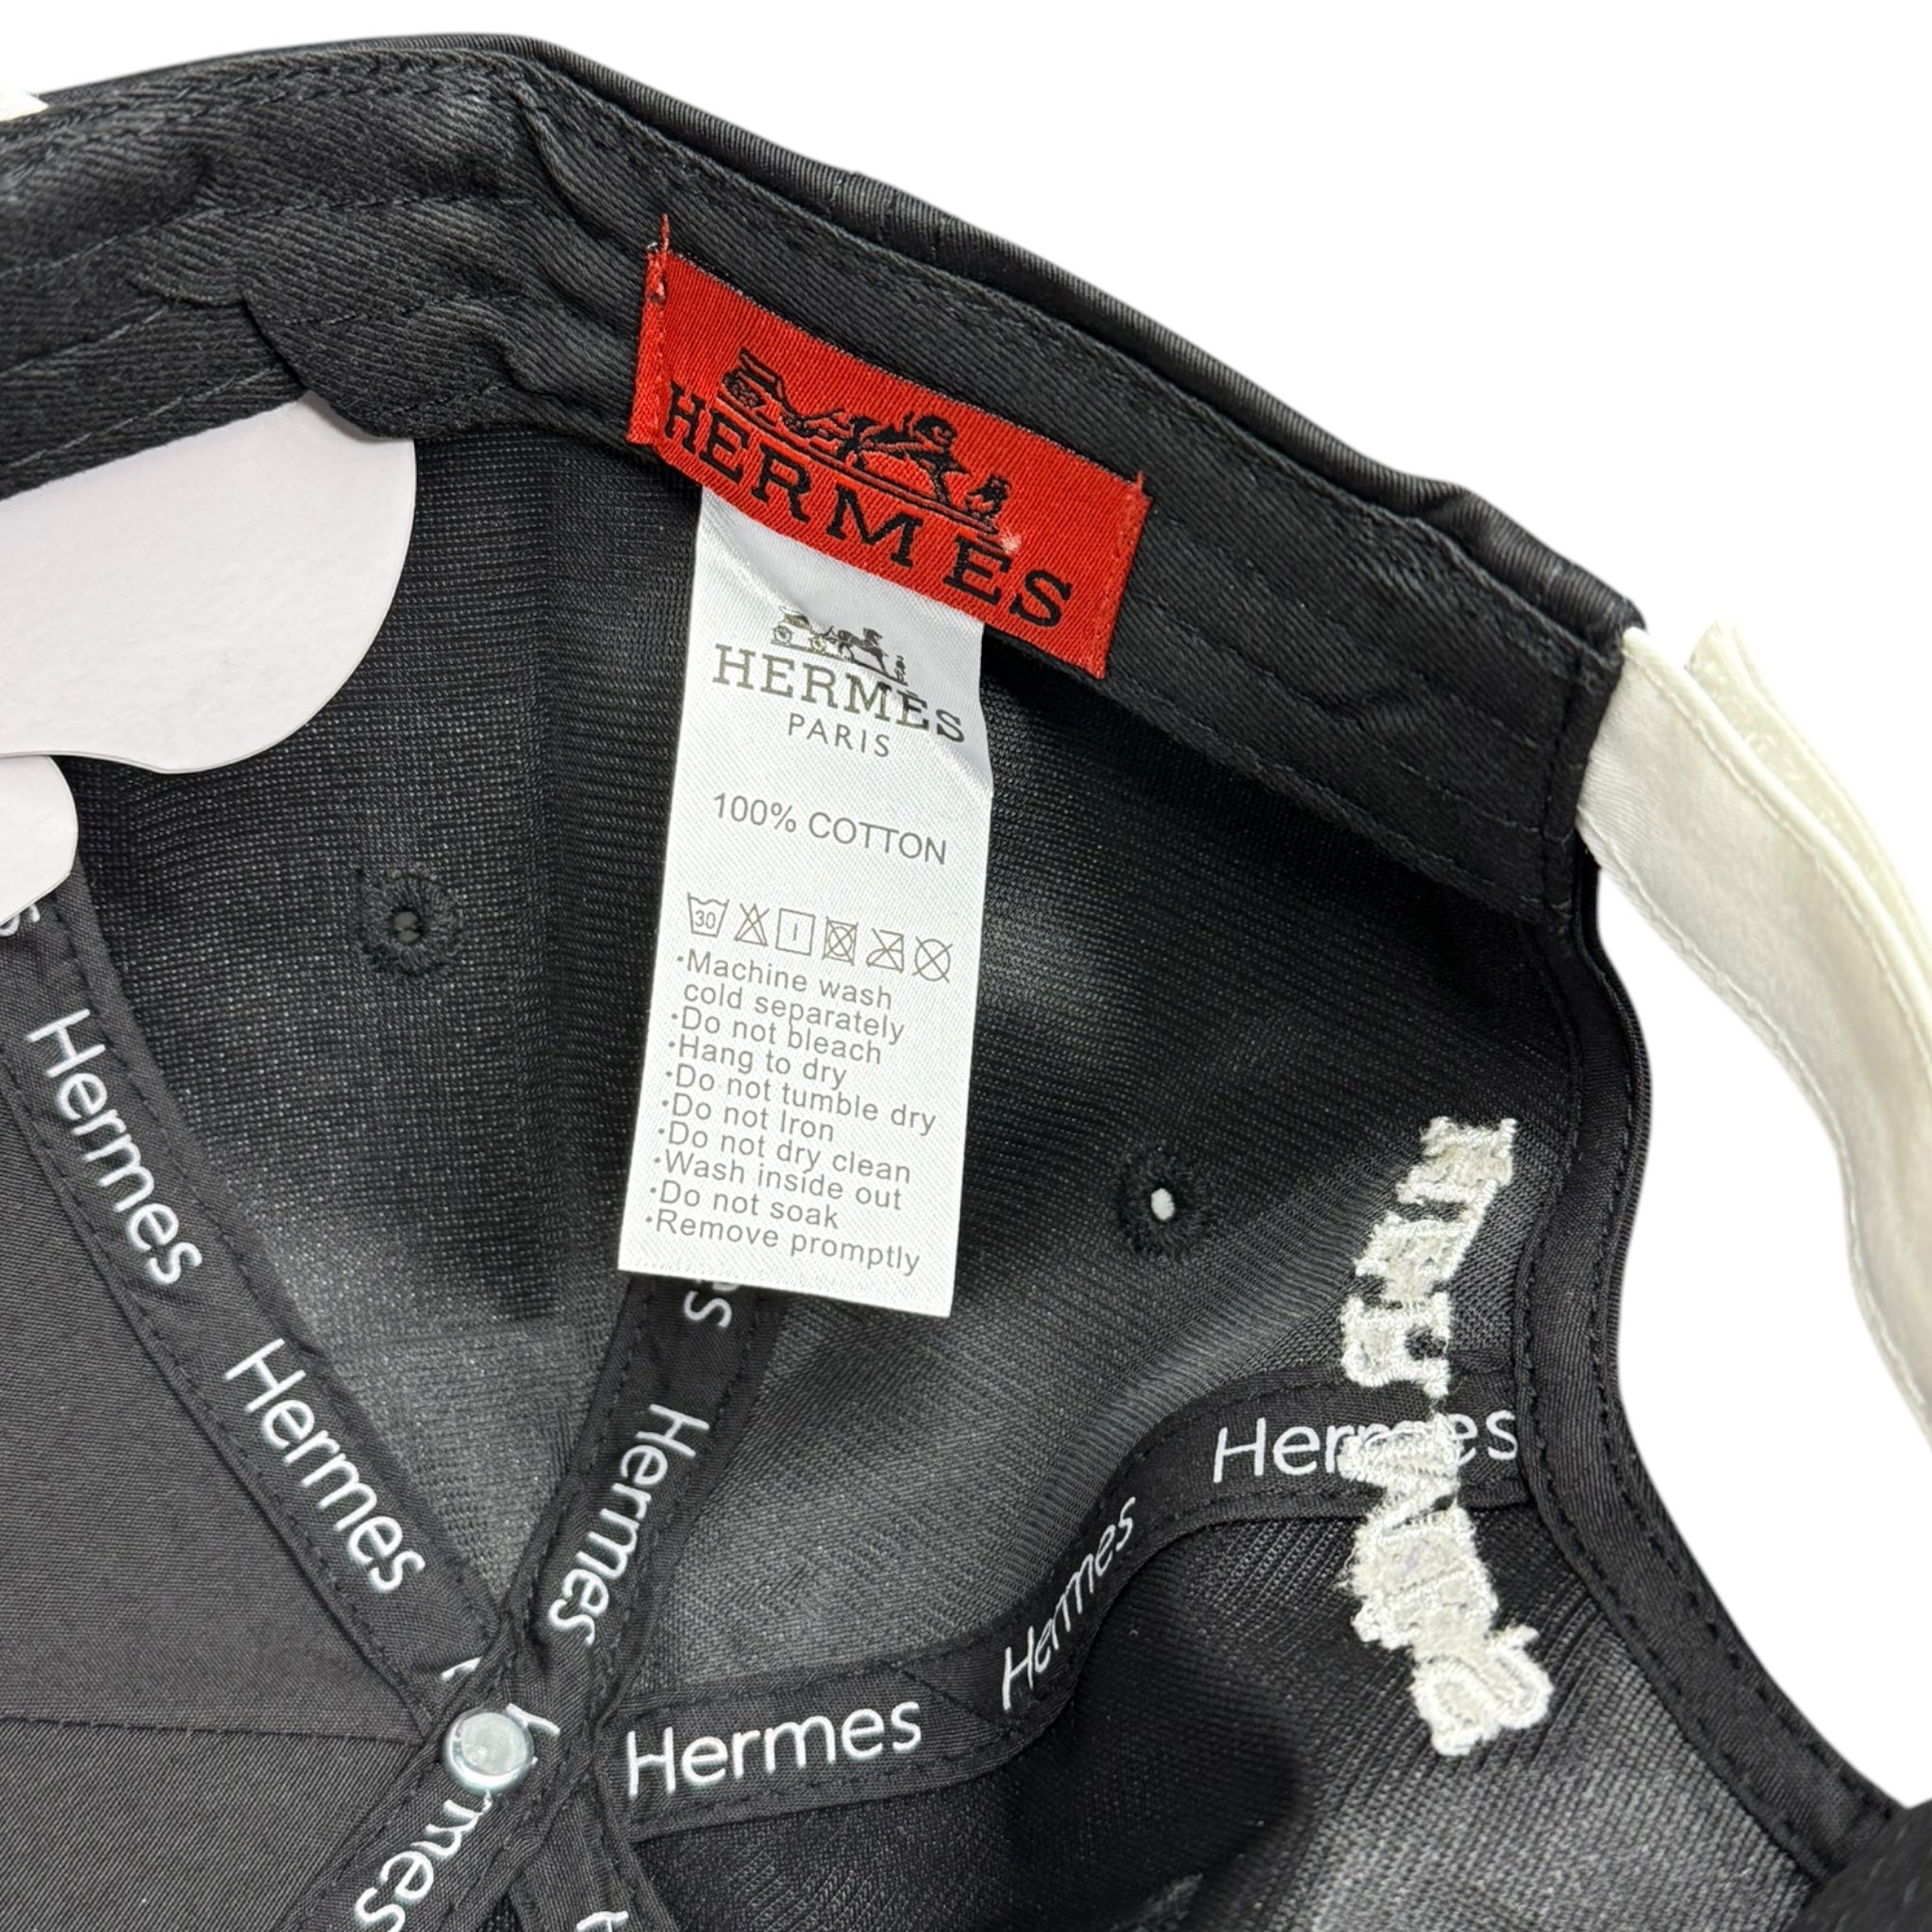 HERMES
HERMES
PARIS
100% COTTON
30
•Machine wash
cold separately
•Do not bleach
•Hang to dry
•Do not tumble dry
•Do not Iron
•Do not dry clean
•Wash inside out
•Do not soak
•Remove promptly
Hermes
Hermes
Hermes
Hermes
Hermes
Hermes